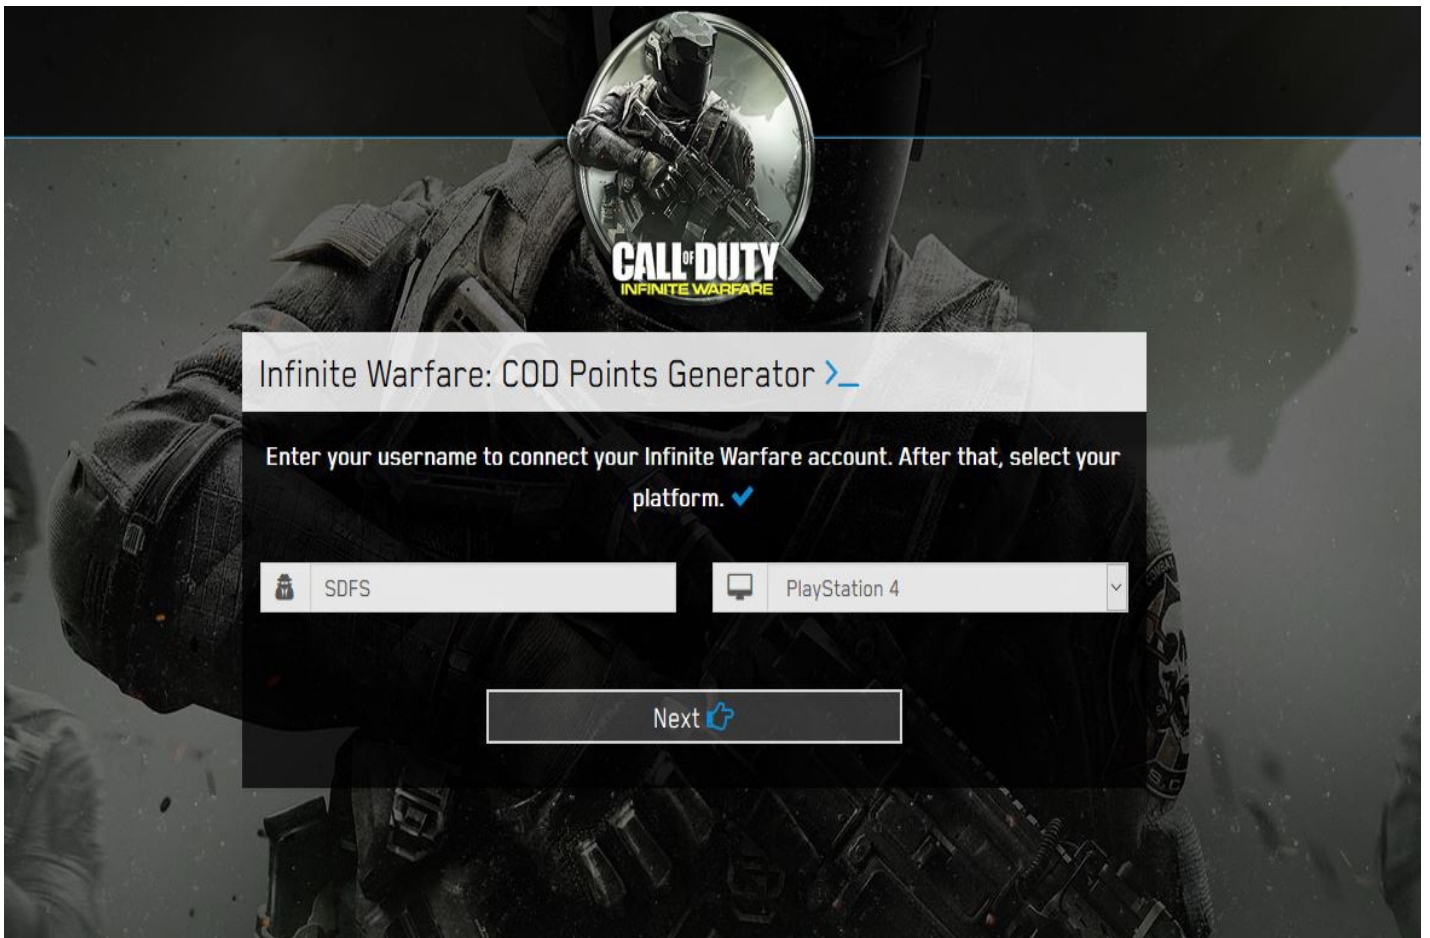 CALL OF DUTY
INFINITE WARFARE
Infinite Warfare: COD Points Generator >_
Enter your username to connect your Infinite Warfare account. After that, select your
platform.
SDFS
PlayStation 4
Next